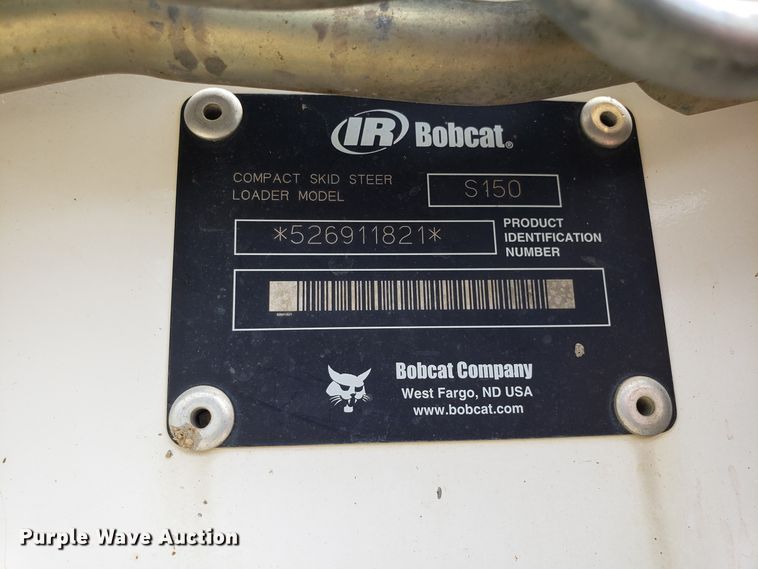 IR Bobcat®
COMPACT SKID STEER
LOADER MODEL
S150
*526911821*
PRODUCT
IDENTIFICATION
NUMBER
Bobcat Company
West Fargo, ND USA
www.bobcat.com
Purple Wave Auction